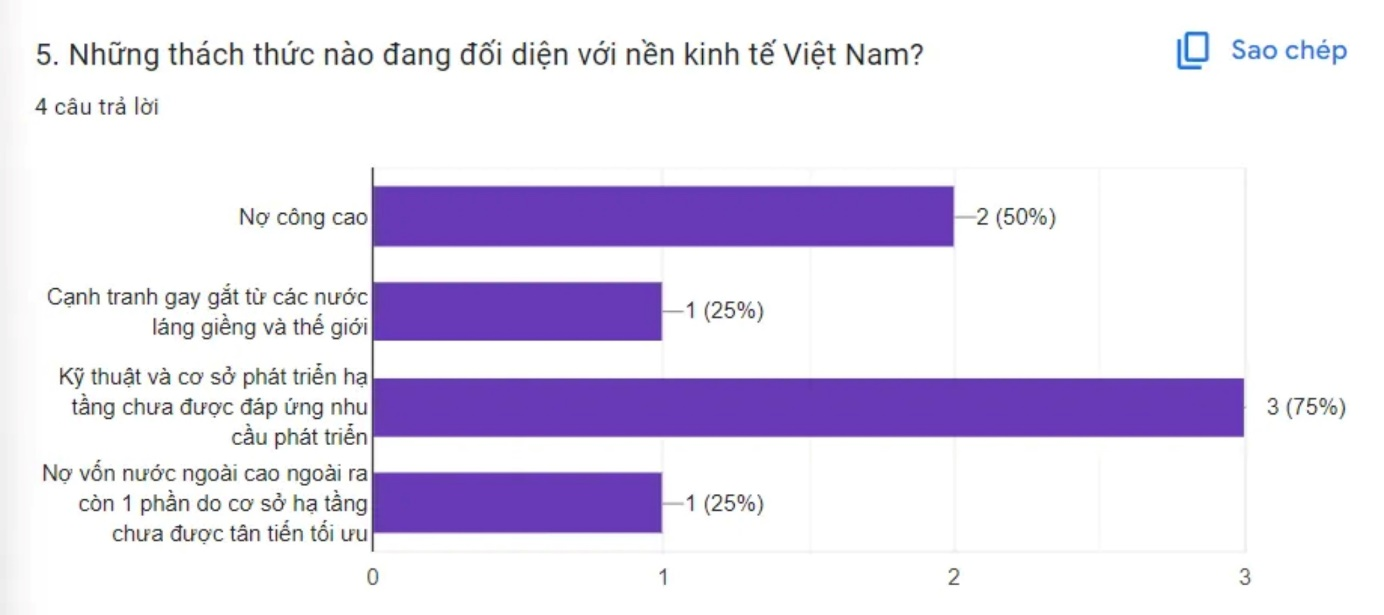 5. Những thách thức nào đang đối diện với nền kinh tế Việt Nam?
Sao chép
4 câu trả lời
Nợ công cao
2 (50%)
Cạnh tranh gay gắt từ các nước
láng giềng và thế giới
1 (25%)
Kỹ thuật và cơ sở phát triển hạ
tầng chưa được đáp ứng nhu
cầu phát triển
3 (75%)
Nợ vốn nước ngoài cao ngoài ra
còn 1 phần do cơ sở hạ tầng
chưa được tân tiến tối ưu
1 (25%)
0 1 2 3